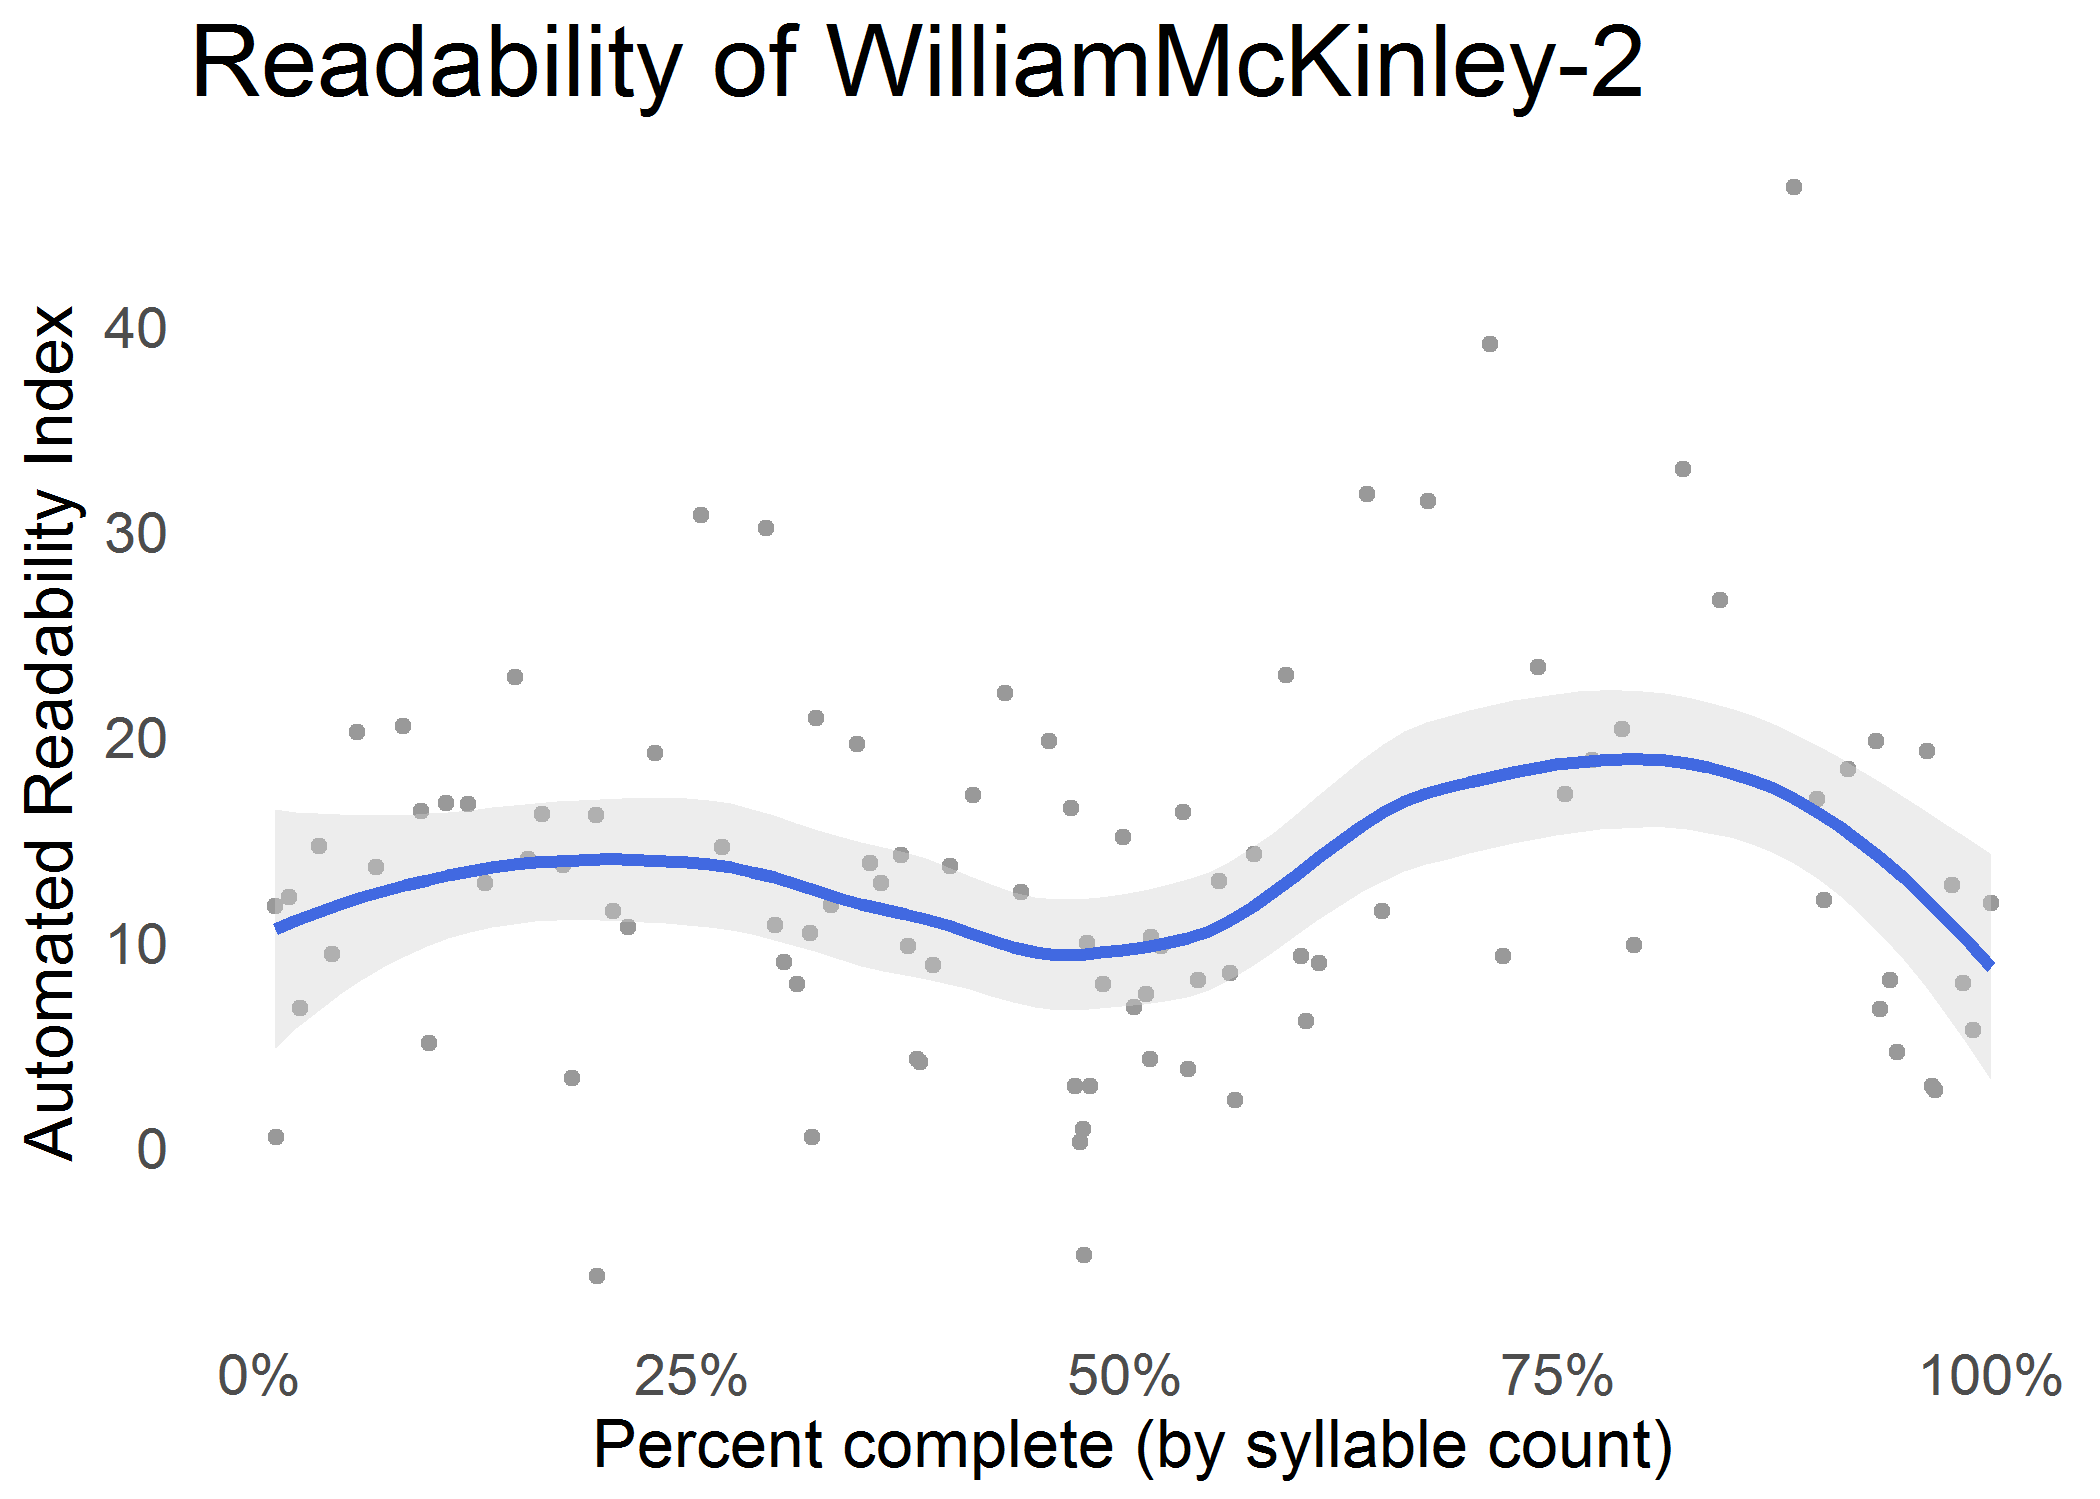 Readability of WilliamMcKinley-2
Automated Readability Index
40
30
20
10
0
0% 25% 50% 75% 100%
Percent complete (by syllable count)